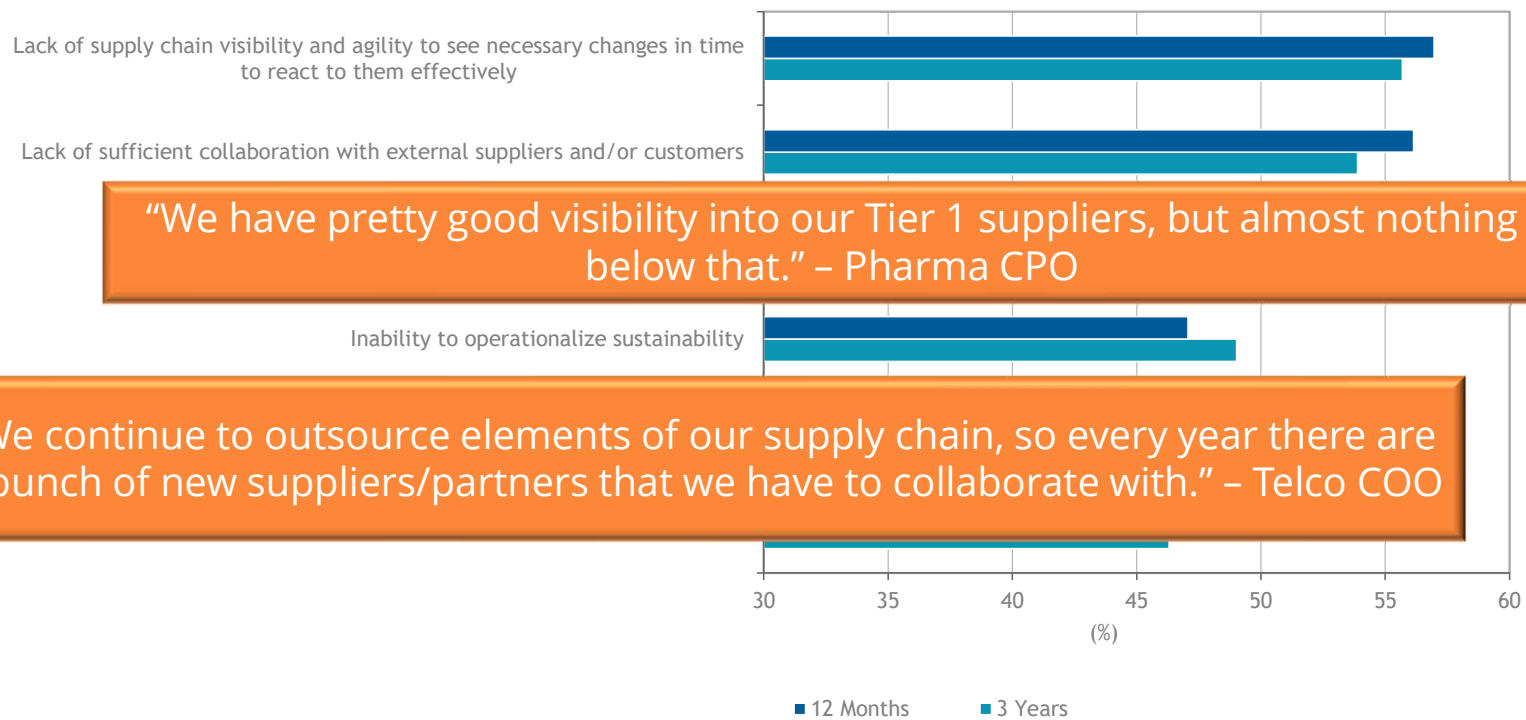 Lack of supply chain visibility and agility to see necessary changes in time
to react to them effectively
Lack of sufficient collaboration with external suppliers and/or customers
“We have pretty good visibility into our Tier 1 suppliers, but almost nothing
below that.” – Pharma CPO
Inability to operationalize sustainability
We continue to outsource elements of our supply chain, so every year there are
bunch of new suppliers/partners that we have to collaborate with.” – Telco COO
30 35 40 45 50 55 60
(%)
12 Months 3 Years